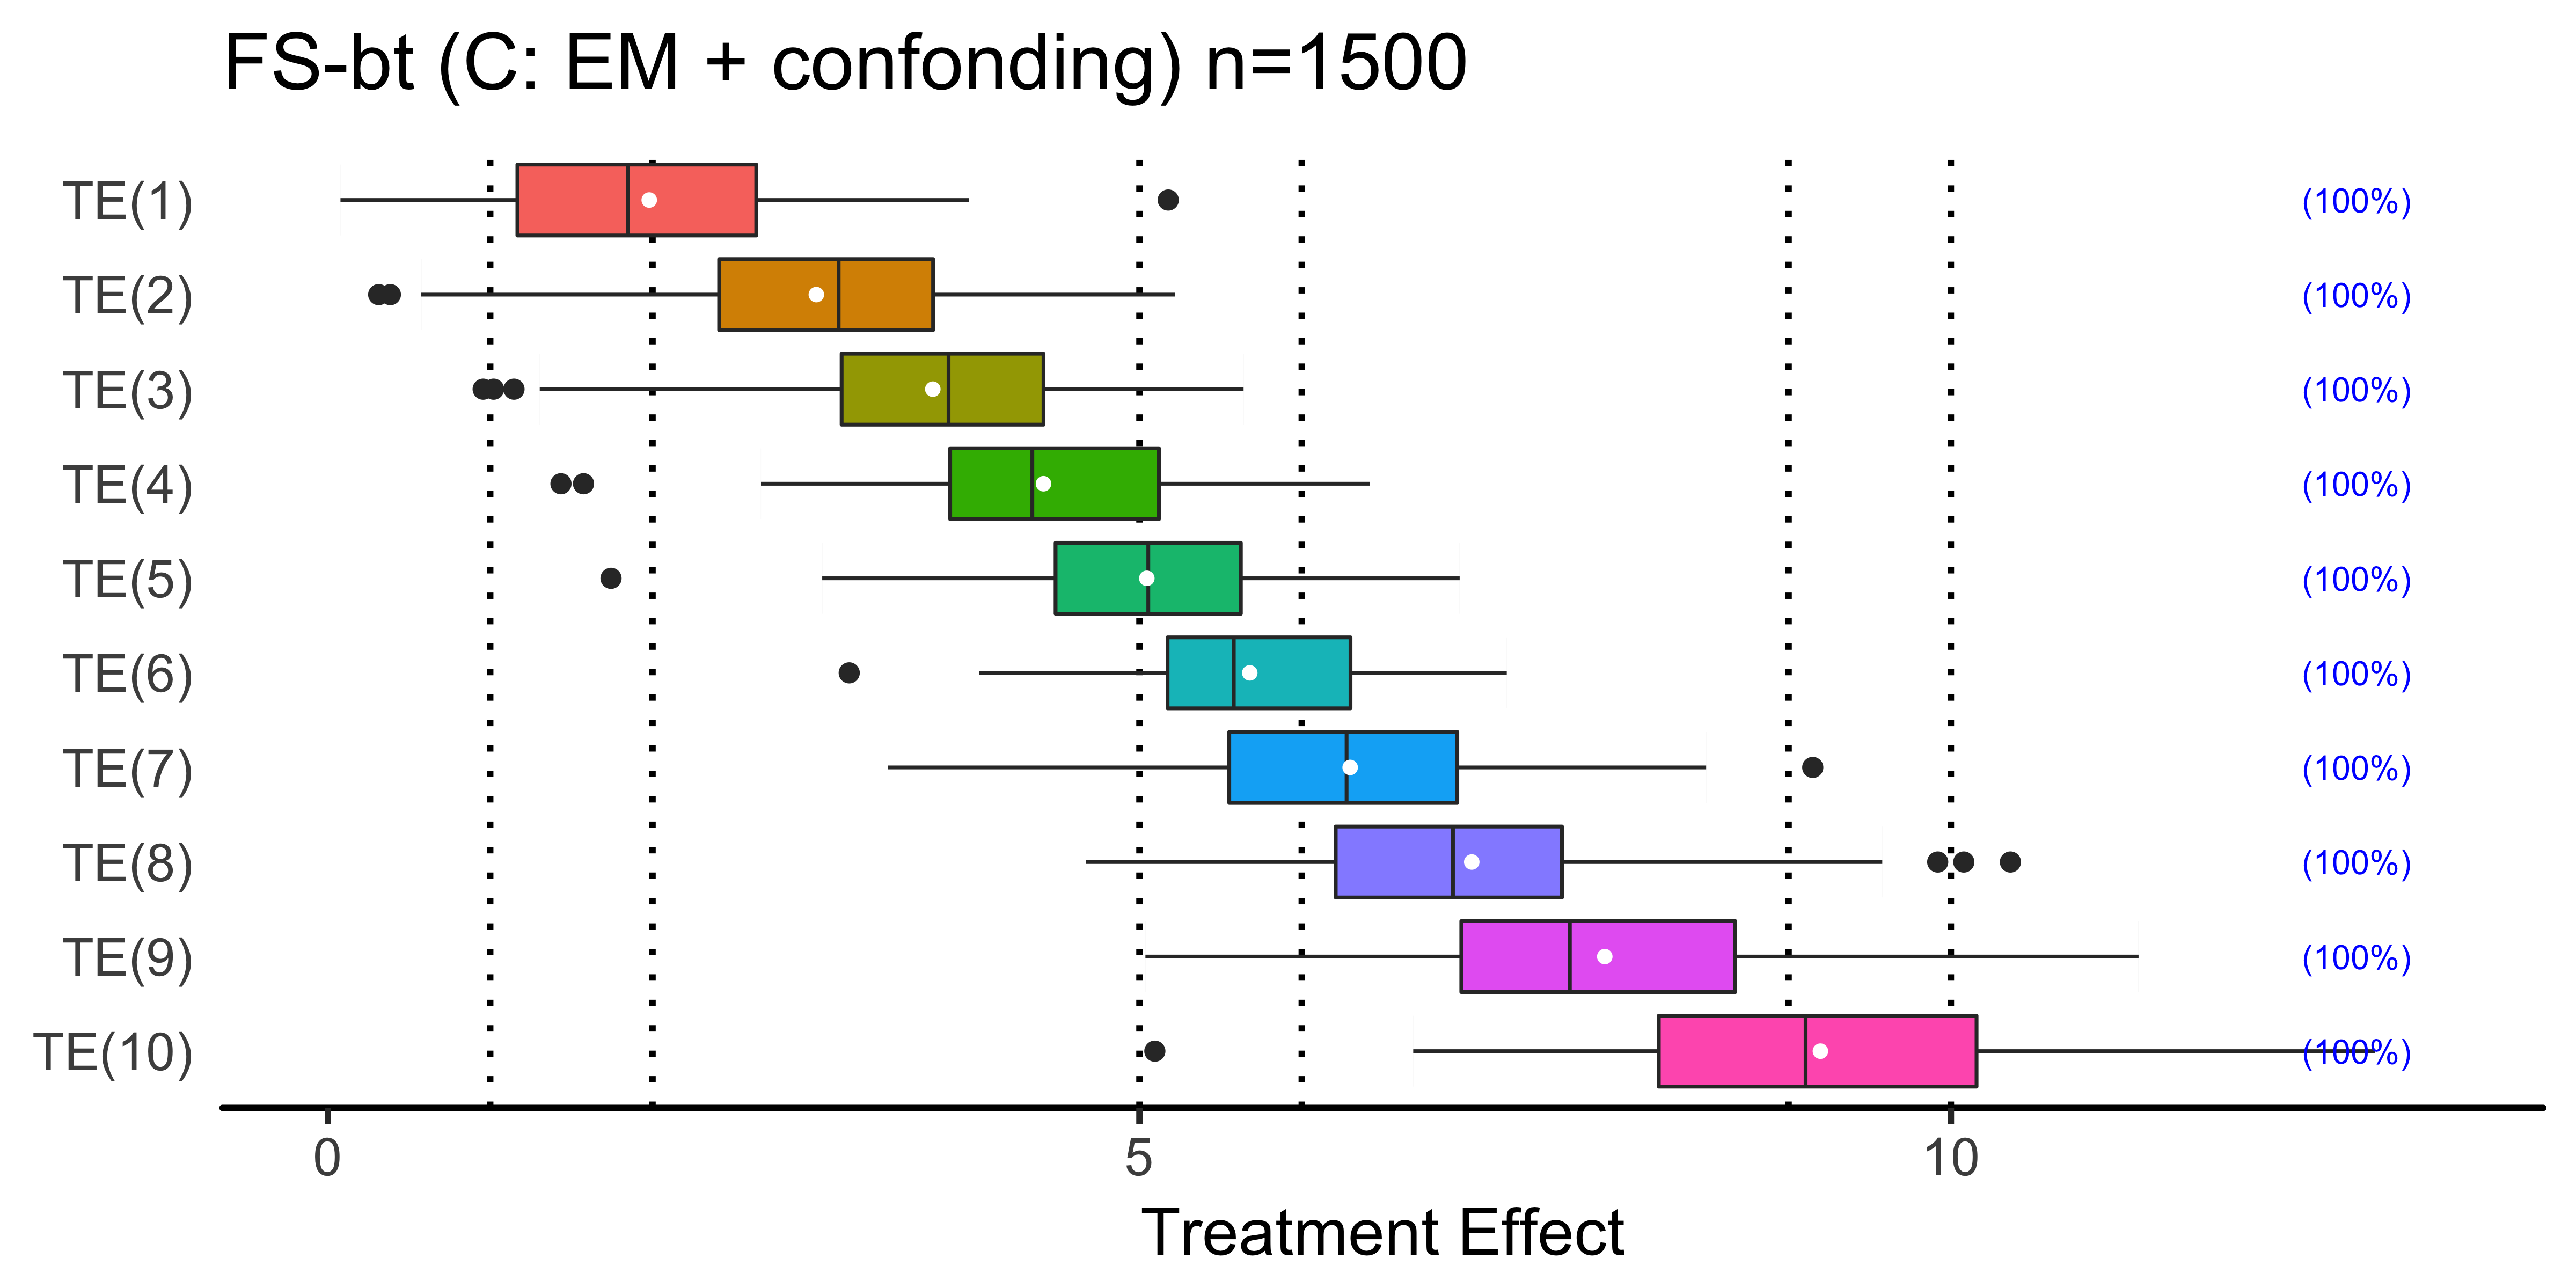 FS-bt (C: EM + confonding) n=1500
TE(1) (100%)
TE(2) (100%)
TE(3) (100%)
TE(4) (100%)
TE(5) (100%)
TE(6) (100%)
TE(7) (100%)
TE(8) (100%)
TE(9) (100%)
TE(10) (100%)
0 5 10
Treatment Effect